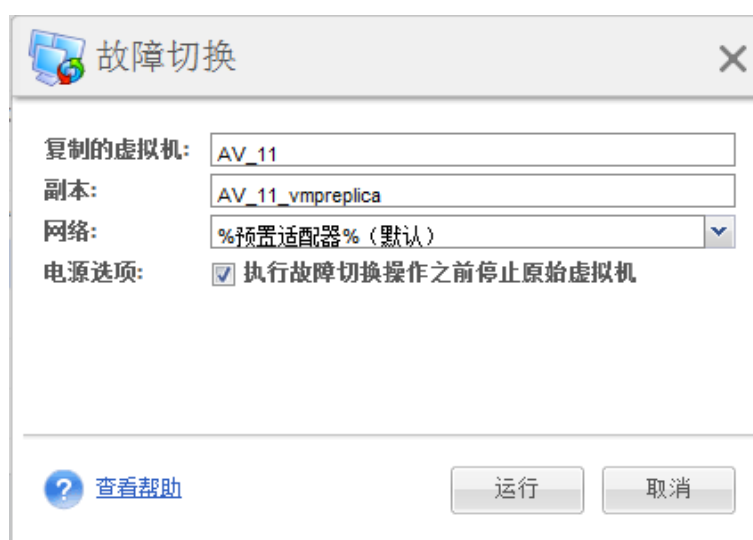 故障切换
复制的虚拟机: AV_11
副本: AV_11_vmpreplica
网络: %预置适配器%（默认）
电源选项: 执行故障切换操作之前停止原始虚拟机
查看帮助 运行 取消